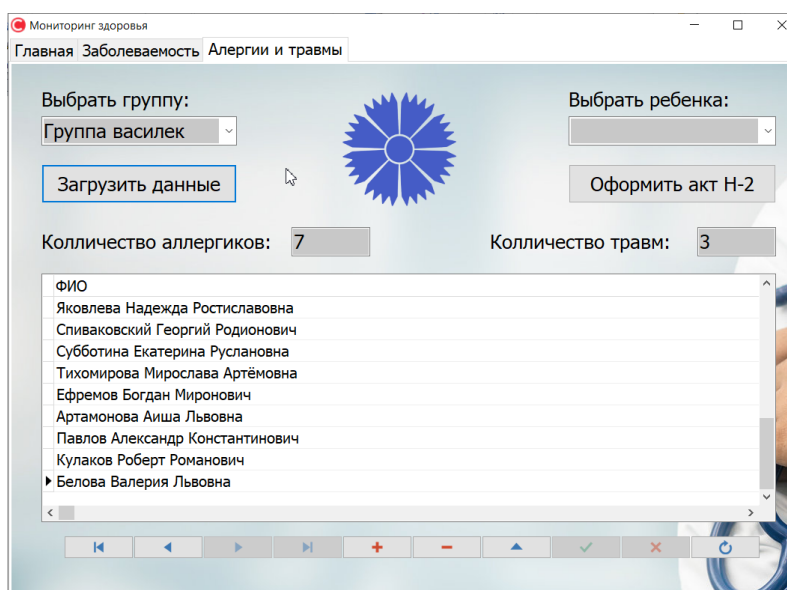 Мониторинг здоровья
Главная Заболеваемость Алергии и травмы
Выбрать группу: Выбрать ребенка:
Группа василек
Загрузить данные Оформить акт Н-2
Колличество аллергиков: 7 Колличество травм: 3
ФИО
Яковлева Надежда Ростиславовна
Спиваковский Георгий Родионович
Субботина Екатерина Руслановна
Тихомирова Мирослава Артёмовна
Ефремов Богдан Миронович
Артамонова Аиша Львовна
Павлов Александр Константинович
Кулаков Роберт Романович
Белова Валерия Львовна